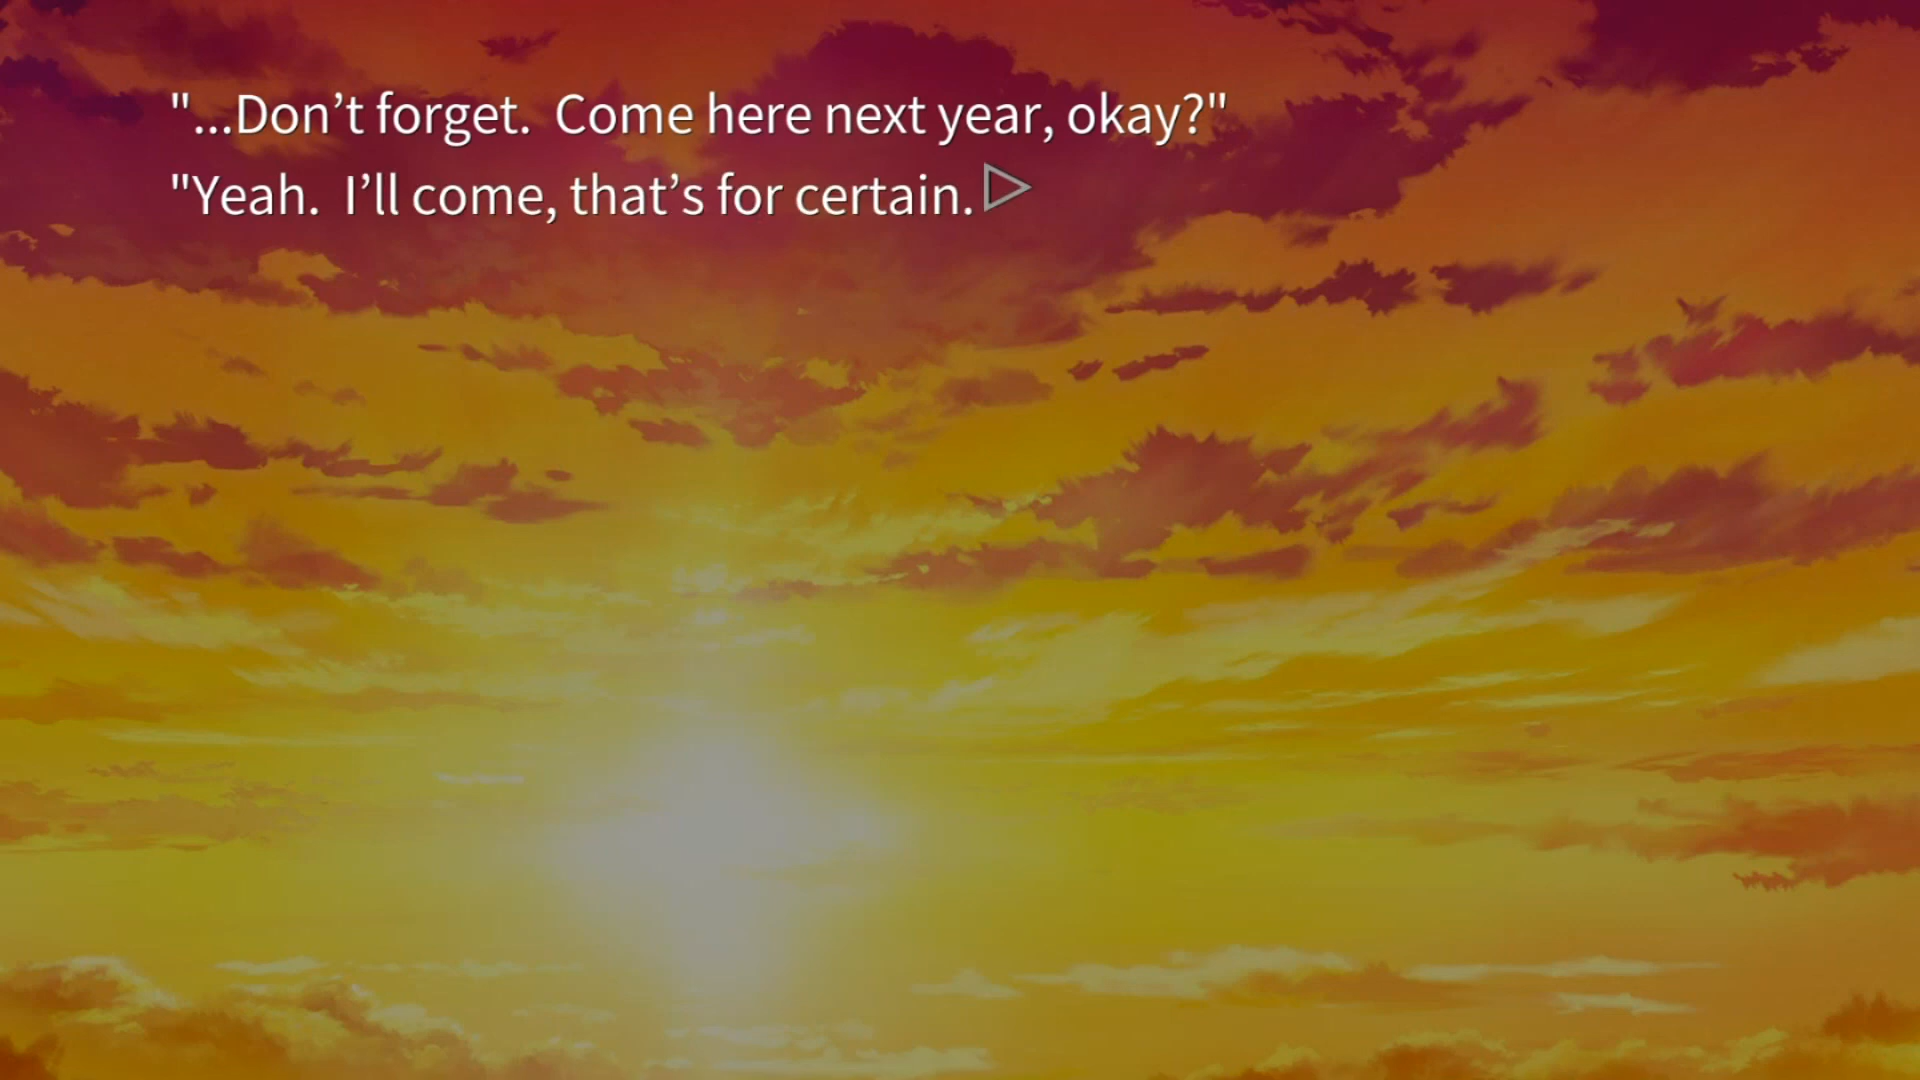 "...Don’t forget.  Come here next year, okay?"
"Yeah.  I’ll come, that’s for certain.